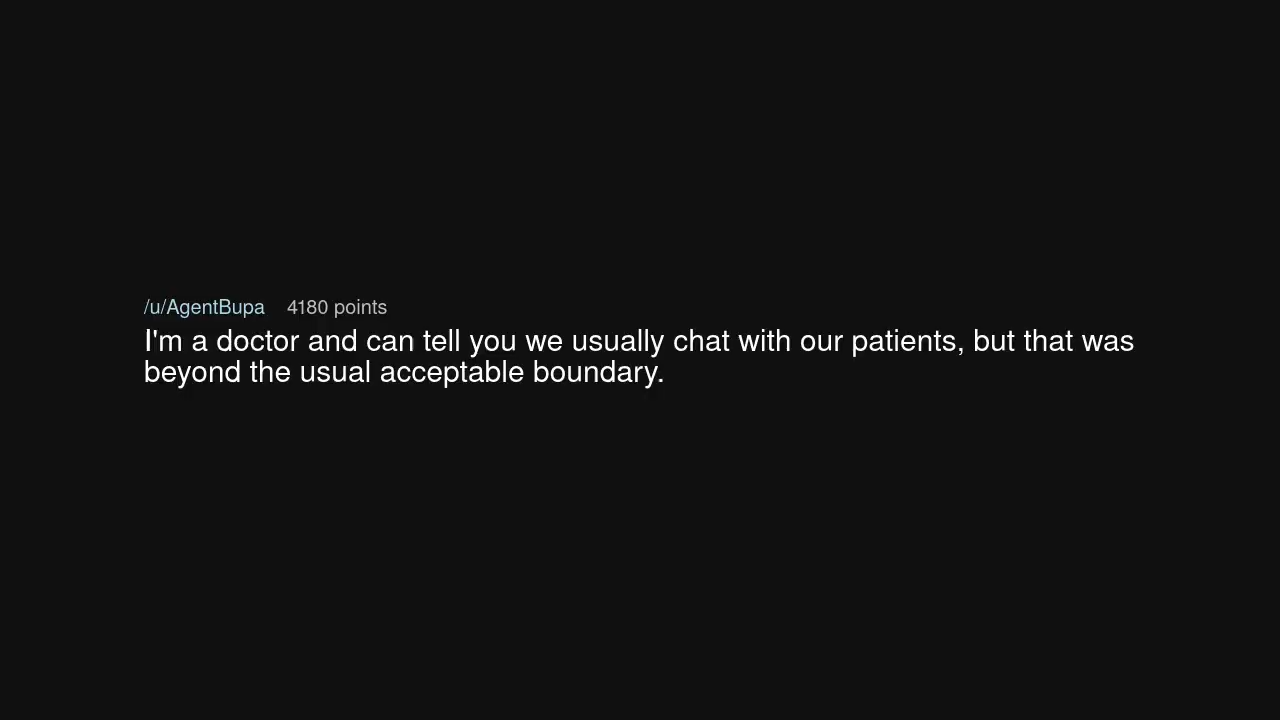 /u/AgentBupa 4180 points
I'm a doctor and can tell you we usually chat with our patients, but that was
beyond the usual acceptable boundary.